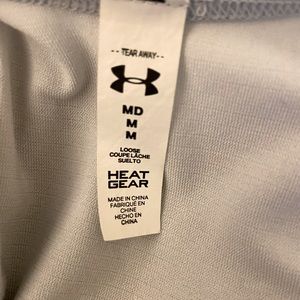 -- TEAR AWAY --
MD
M
M
LOOSE
COUPE LÂCHE
SUELTO
HEAT
GEAR
MADE IN CHINA
FABRIQUÉ EN
CHINE
HECHO EN
CHINA